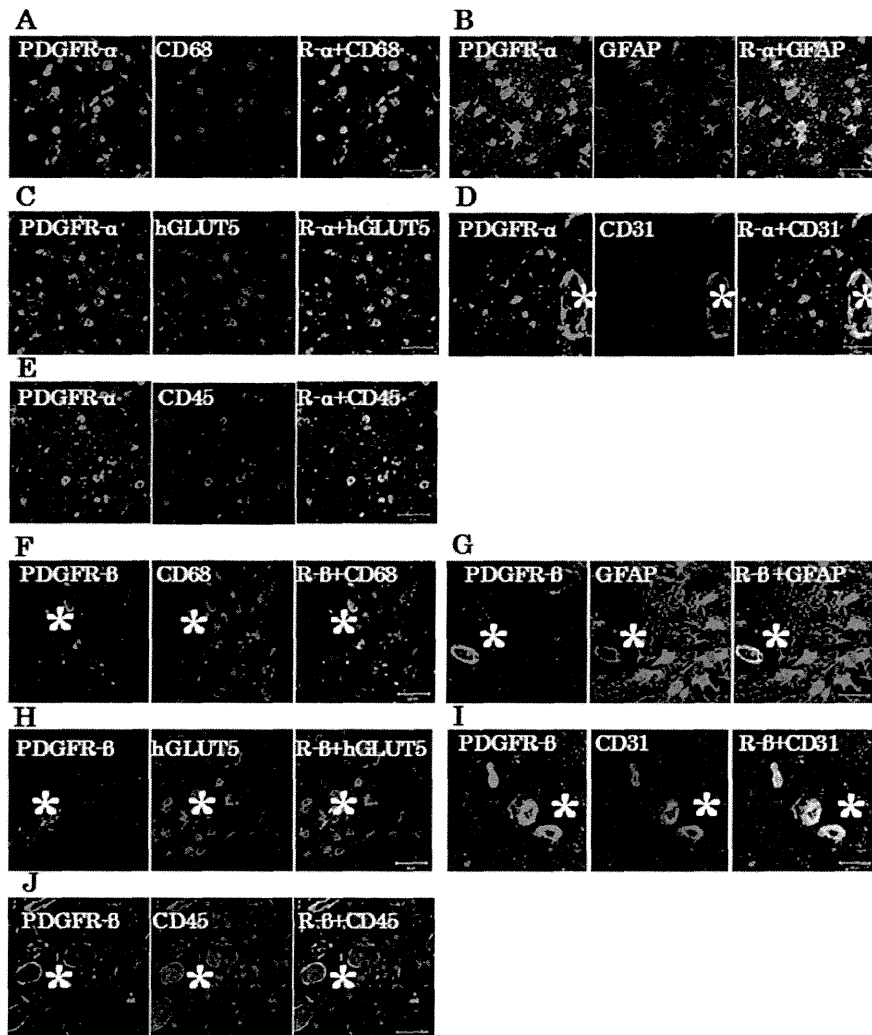 A
PDGFR-α CD68 R-α+CD68
B
PDGFR-α GFAP R-α+GFAP
C
PDGFR-α hGLUT5 R-α+hGLUT5
D
PDGFR-α CD31 R-α+CD31
* * *
E
PDGFR-α CD45 R-α+CD45
F
PDGFR-β CD68 R-β+CD68
* * *
G
PDGFR-β GFAP R-β+GFAP
* * *
H
PDGFR-β hGLUT5 R-β+hGLUT5
* * *
I
PDGFR-β CD31 R-β+CD31
* * *
J
PDGFR-β CD45 R-β+CD45
* * *